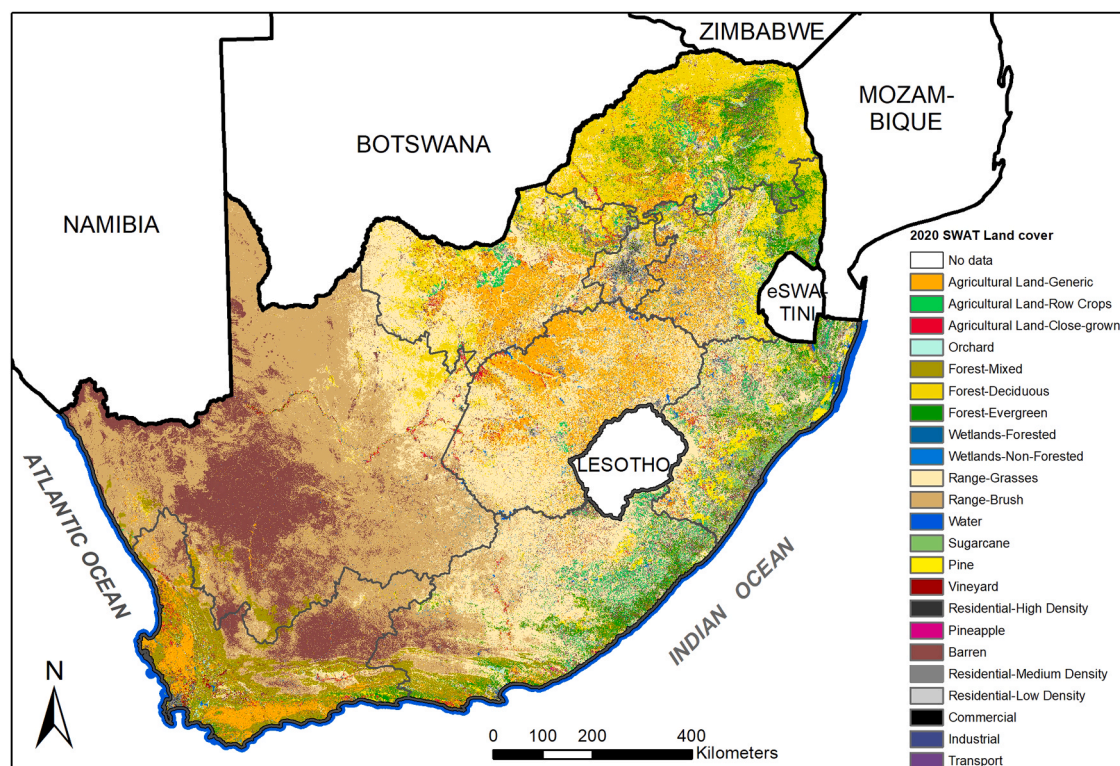 ZIMBABWE
MOZAM-
BIQUE
BOTSWANA
NAMIBIA
eSWA-
TINI
LESOTHO
ATLANTIC OCEAN
INDIAN OCEAN
N
0 100 200 400
Kilometers
2020 SWAT Land cover
No data
Agricultural Land-Generic
Agricultural Land-Row Crops
Agricultural Land-Close-grown
Orchard
Forest-Mixed
Forest-Deciduous
Forest-Evergreen
Wetlands-Forested
Wetlands-Non-Forested
Range-Grasses
Range-Brush
Water
Sugarcane
Pine
Vineyard
Residential-High Density
Pineapple
Barren
Residential-Medium Density
Residential-Low Density
Commercial
Industrial
Transport